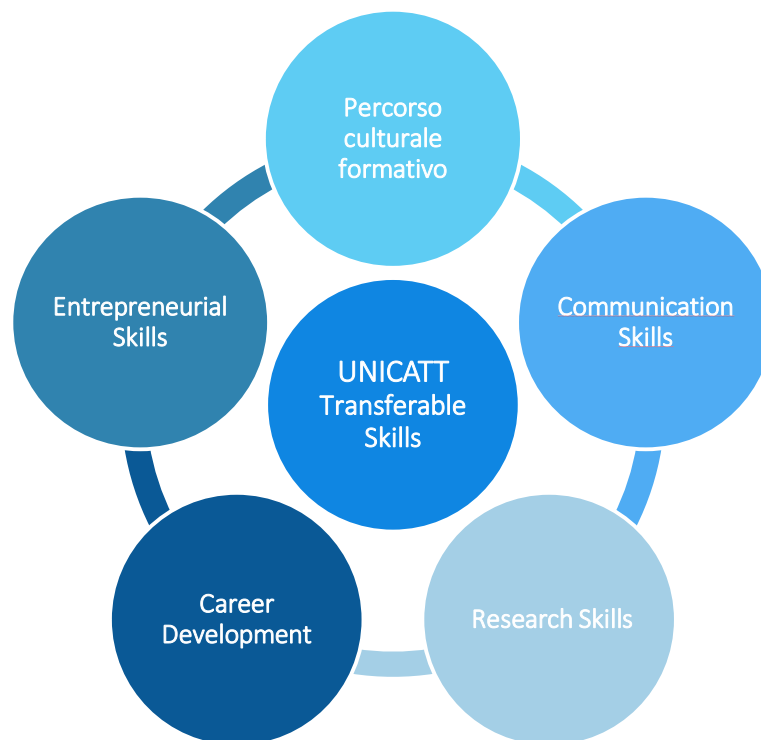 Percorso
culturale
formativo
Entrepreneurial
Skills
Communication
Skills
UNICATT
Transferable
Skills
Career
Development
Research Skills